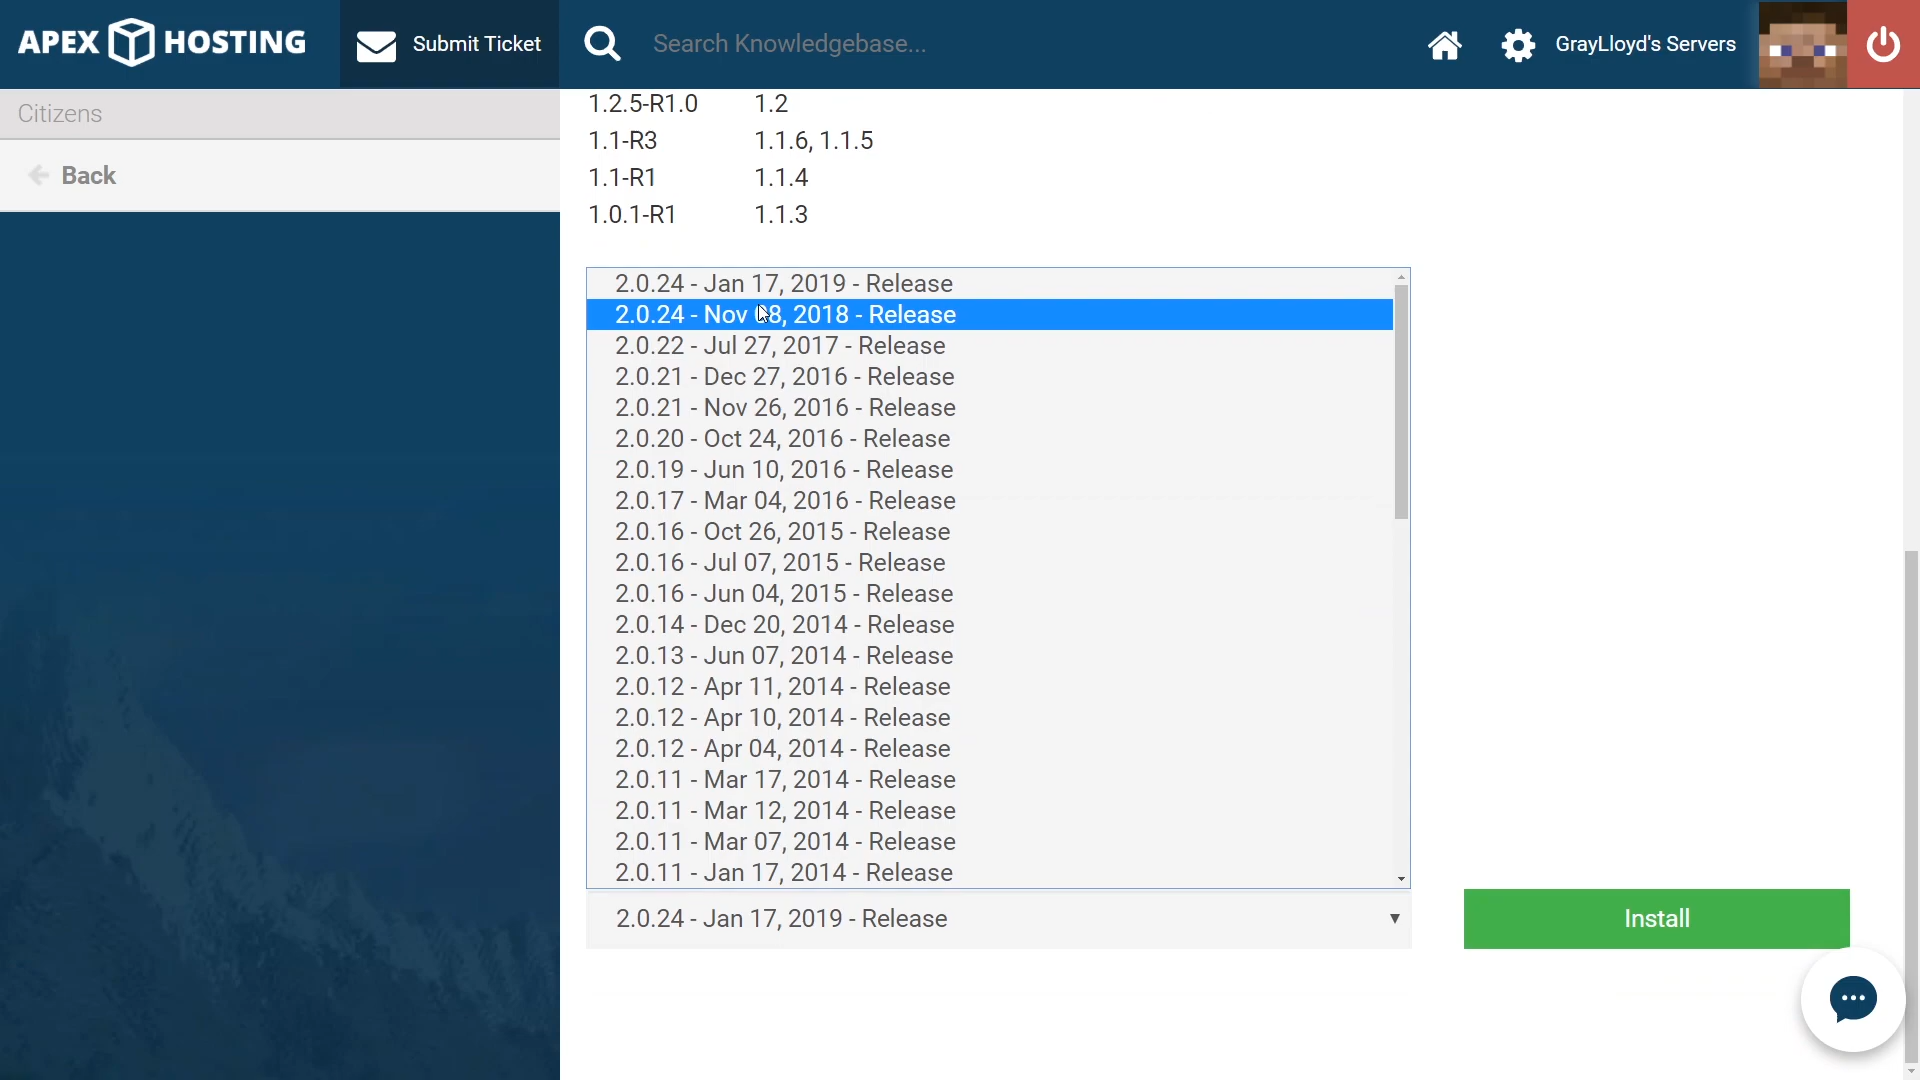 APEX HOSTING
Submit Ticket
Search Knowledgebase...
GrayLloyd's Servers
Citizens
Back
1.2.5-R1.0 1.2
1.1-R3 1.1.6, 1.1.5
1.1-R1 1.1.4
1.0.1-R1 1.1.3
2.0.24 - Jan 17, 2019 - Release
2.0.24 - Nov 08, 2018 - Release
2.0.22 - Jul 27, 2017 - Release
2.0.21 - Dec 27, 2016 - Release
2.0.21 - Nov 26, 2016 - Release
2.0.20 - Oct 24, 2016 - Release
2.0.19 - Jun 10, 2016 - Release
2.0.17 - Mar 04, 2016 - Release
2.0.16 - Oct 26, 2015 - Release
2.0.16 - Jul 07, 2015 - Release
2.0.16 - Jun 04, 2015 - Release
2.0.14 - Dec 20, 2014 - Release
2.0.13 - Jun 07, 2014 - Release
2.0.12 - Apr 11, 2014 - Release
2.0.12 - Apr 10, 2014 - Release
2.0.12 - Apr 04, 2014 - Release
2.0.11 - Mar 17, 2014 - Release
2.0.11 - Mar 12, 2014 - Release
2.0.11 - Mar 07, 2014 - Release
2.0.11 - Jan 17, 2014 - Release
2.0.24 - Jan 17, 2019 - Release
Install